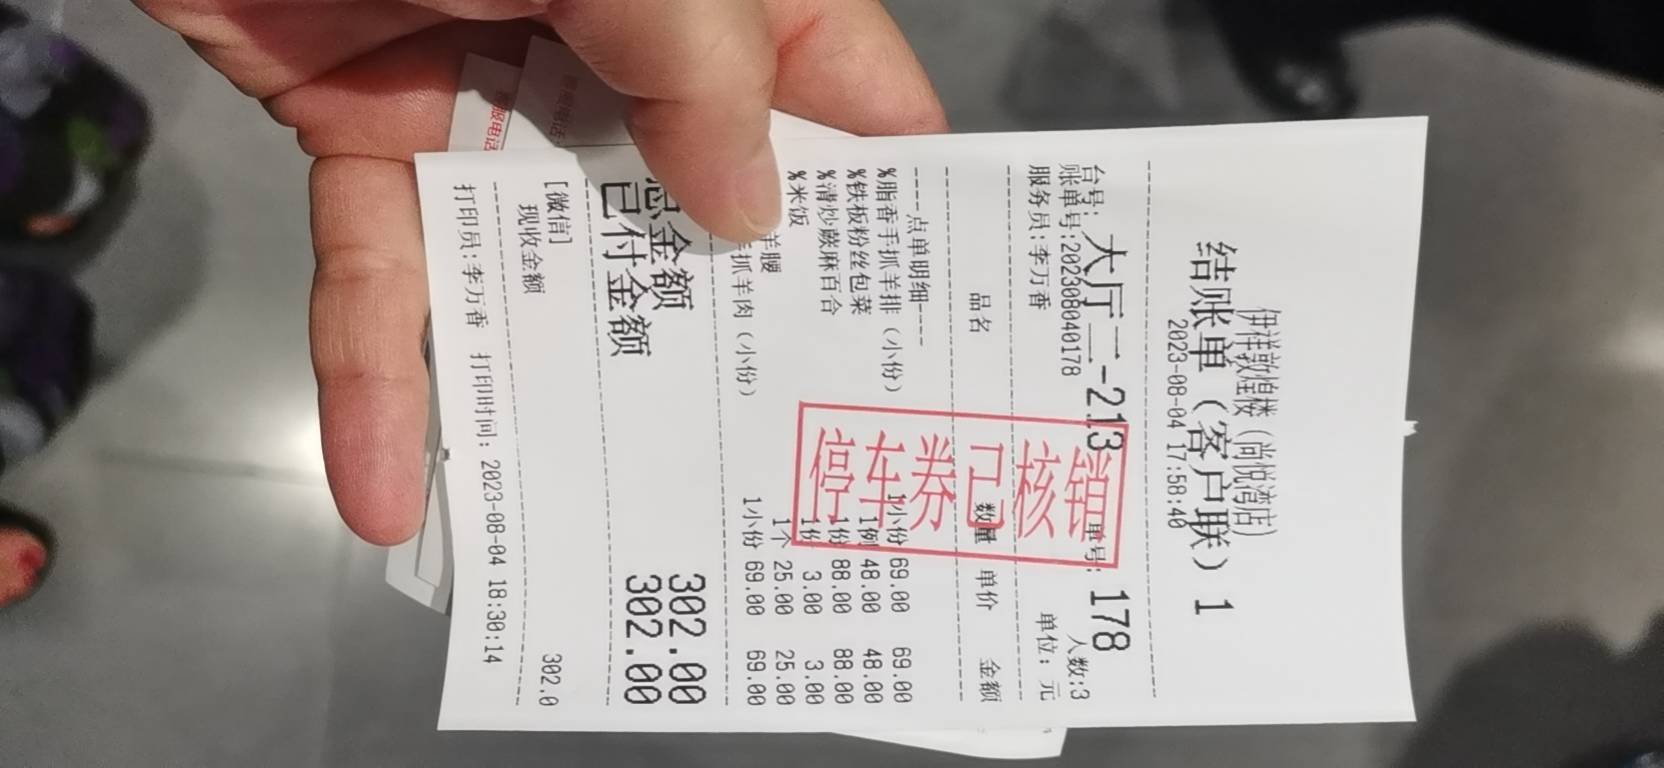 伊祥敦煌楼（尚悦湾店）
结账单（客户联）1
2023-08-04 17:58:40
台号: 大厅二-213 单号: 178
账单号:202308040178 人数:3
服务员:李万香 单位: 元
品名 数量 单价 金额
----点单明细----
%脂香手抓羊排（小份） 1小份 69.00 69.00
%铁板粉丝包菜 1例 48.00 48.00
%清炒蕨麻百合 1份 88.00 88.00
%米饭 1份 3.00 3.00
羊腰 1个 25.00 25.00
抓羊肉（小份） 1小份 69.00 69.00
总金额 302.00
已付金额 302.00
[微信] 302.0
现收金额
打印员:李万香 打印时间: 2023-08-04 18:30:14
停车券已核销
客服电话